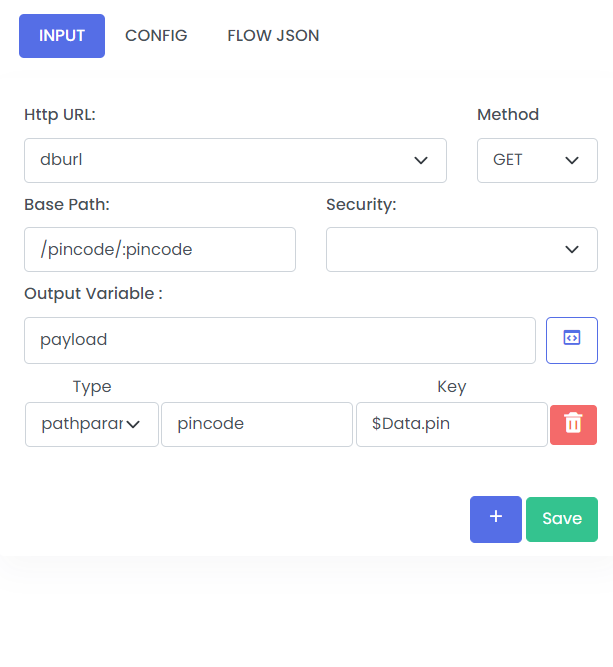 INPUT CONFIG FLOW JSON
Http URL: Method
dburl GET
Base Path: Security:
/pincode/:pincode
Output Variable :
payload
Type Key
pathparar pincode $Data.pin
+ Save